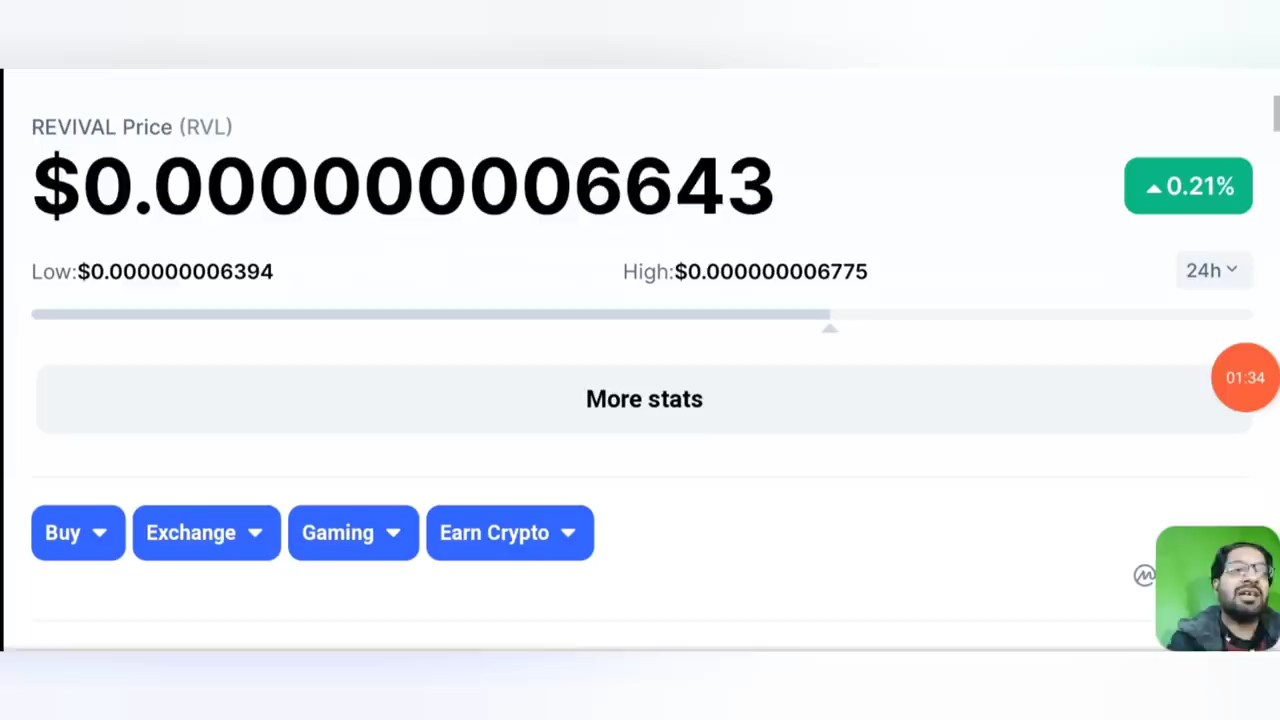 REVIVAL Price (RVL)
$0.000000006643
0.21%
Low:$0.000000006394
High:$0.000000006775
24h
More stats
01:34
Buy
Exchange
Gaming
Earn Crypto